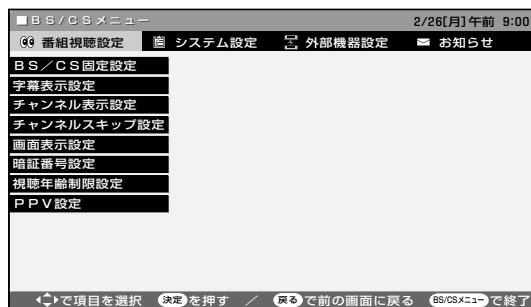 ■BS/CSメニュー 2/26[月]午前 9:00
番組視聴設定 システム設定 外部機器設定 お知らせ
BS/CS固定設定
字幕表示設定
チャンネル表示設定
チャンネルスキップ設定
画面表示設定
暗証番号設定
視聴年齢制限設定
PPV設定
で項目を選択 決定を押す / 戻るで前の画面に戻る BS/CSメニューで終了